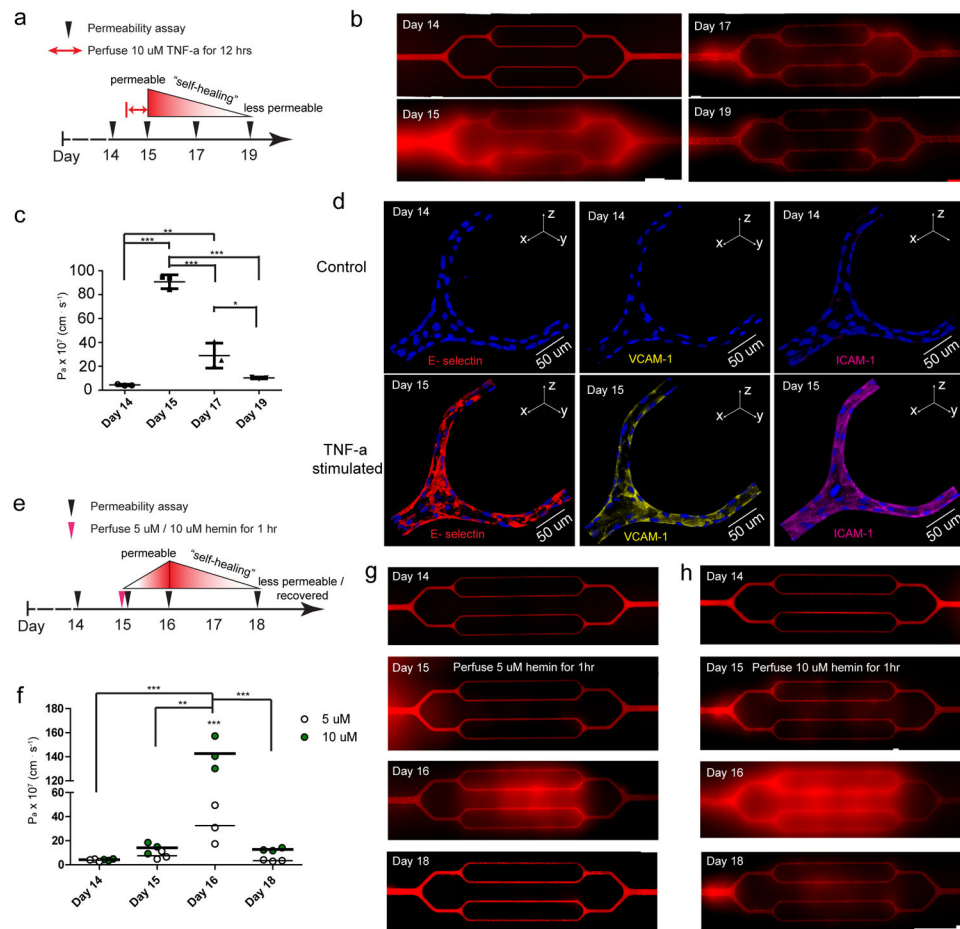 a
Permeability assay
Perfuse 10 uM TNF-a for 12 hrs
permeable
"self-healing"
less permeable
Day
14
15
17
19
b
Day 14
Day 17
Day 15
Day 19
c
**
***
***
***
*
Pa x 10⁷ (cm · s⁻¹)
100
80
60
40
20
0
Day 14
Day 15
Day 17
Day 19
d
Control
Day 14
z
x
y
E- selectin
50 um
Day 14
z
x
y
VCAM-1
50 um
Day 14
z
x
y
ICAM-1
50 um
TNF-a
stimulated
Day 15
z
x
y
E- selectin
50 um
Day 15
z
x
y
VCAM-1
50 um
Day 15
z
x
y
ICAM-1
50 um
e
Permeability assay
Perfuse 5 uM / 10 uM hemin for 1 hr
permeable
"self-healing"
less permeable /
recovered
Day
14
15
16
17
18
f
***
**
***
***
5 uM
10 uM
Pa x 10⁷ (cm · s⁻¹)
180
140
100
60
40
20
0
Day 14
Day 15
Day 16
Day 18
g
Day 14
Day 15 Perfuse 5 uM hemin for 1hr
Day 16
Day 18
h
Day 14
Day 15 Perfuse 10 uM hemin for 1hr
Day 16
Day 18